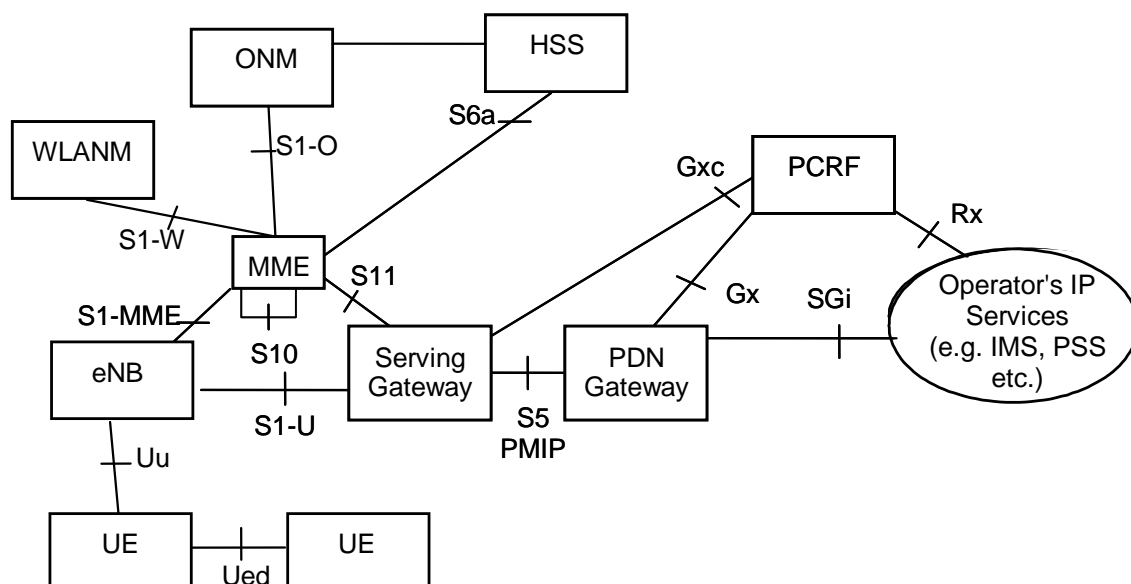 ONM
HSS
S6a
S1-O
WLANM
Gxc
PCRF
Rx
S1-W
MME
S11
S1-MME
S10
Gx
SGi
Operator's IP
Services
(e.g. IMS, PSS
etc.)
eNB
S1-U
Serving
Gateway
S5
PMIP
PDN
Gateway
Uu
UE
Ued
UE